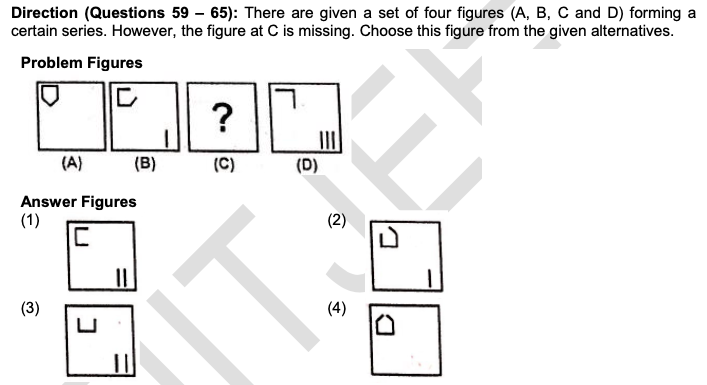 Direction (Questions 59 – 65): There are given a set of four figures (A, B, C and D) forming a
certain series. However, the figure at C is missing. Choose this figure from the given alternatives.
Problem Figures
?
(A) (B) (C) (D)
Answer Figures
(1) (2)
(3) (4)
IITJEE